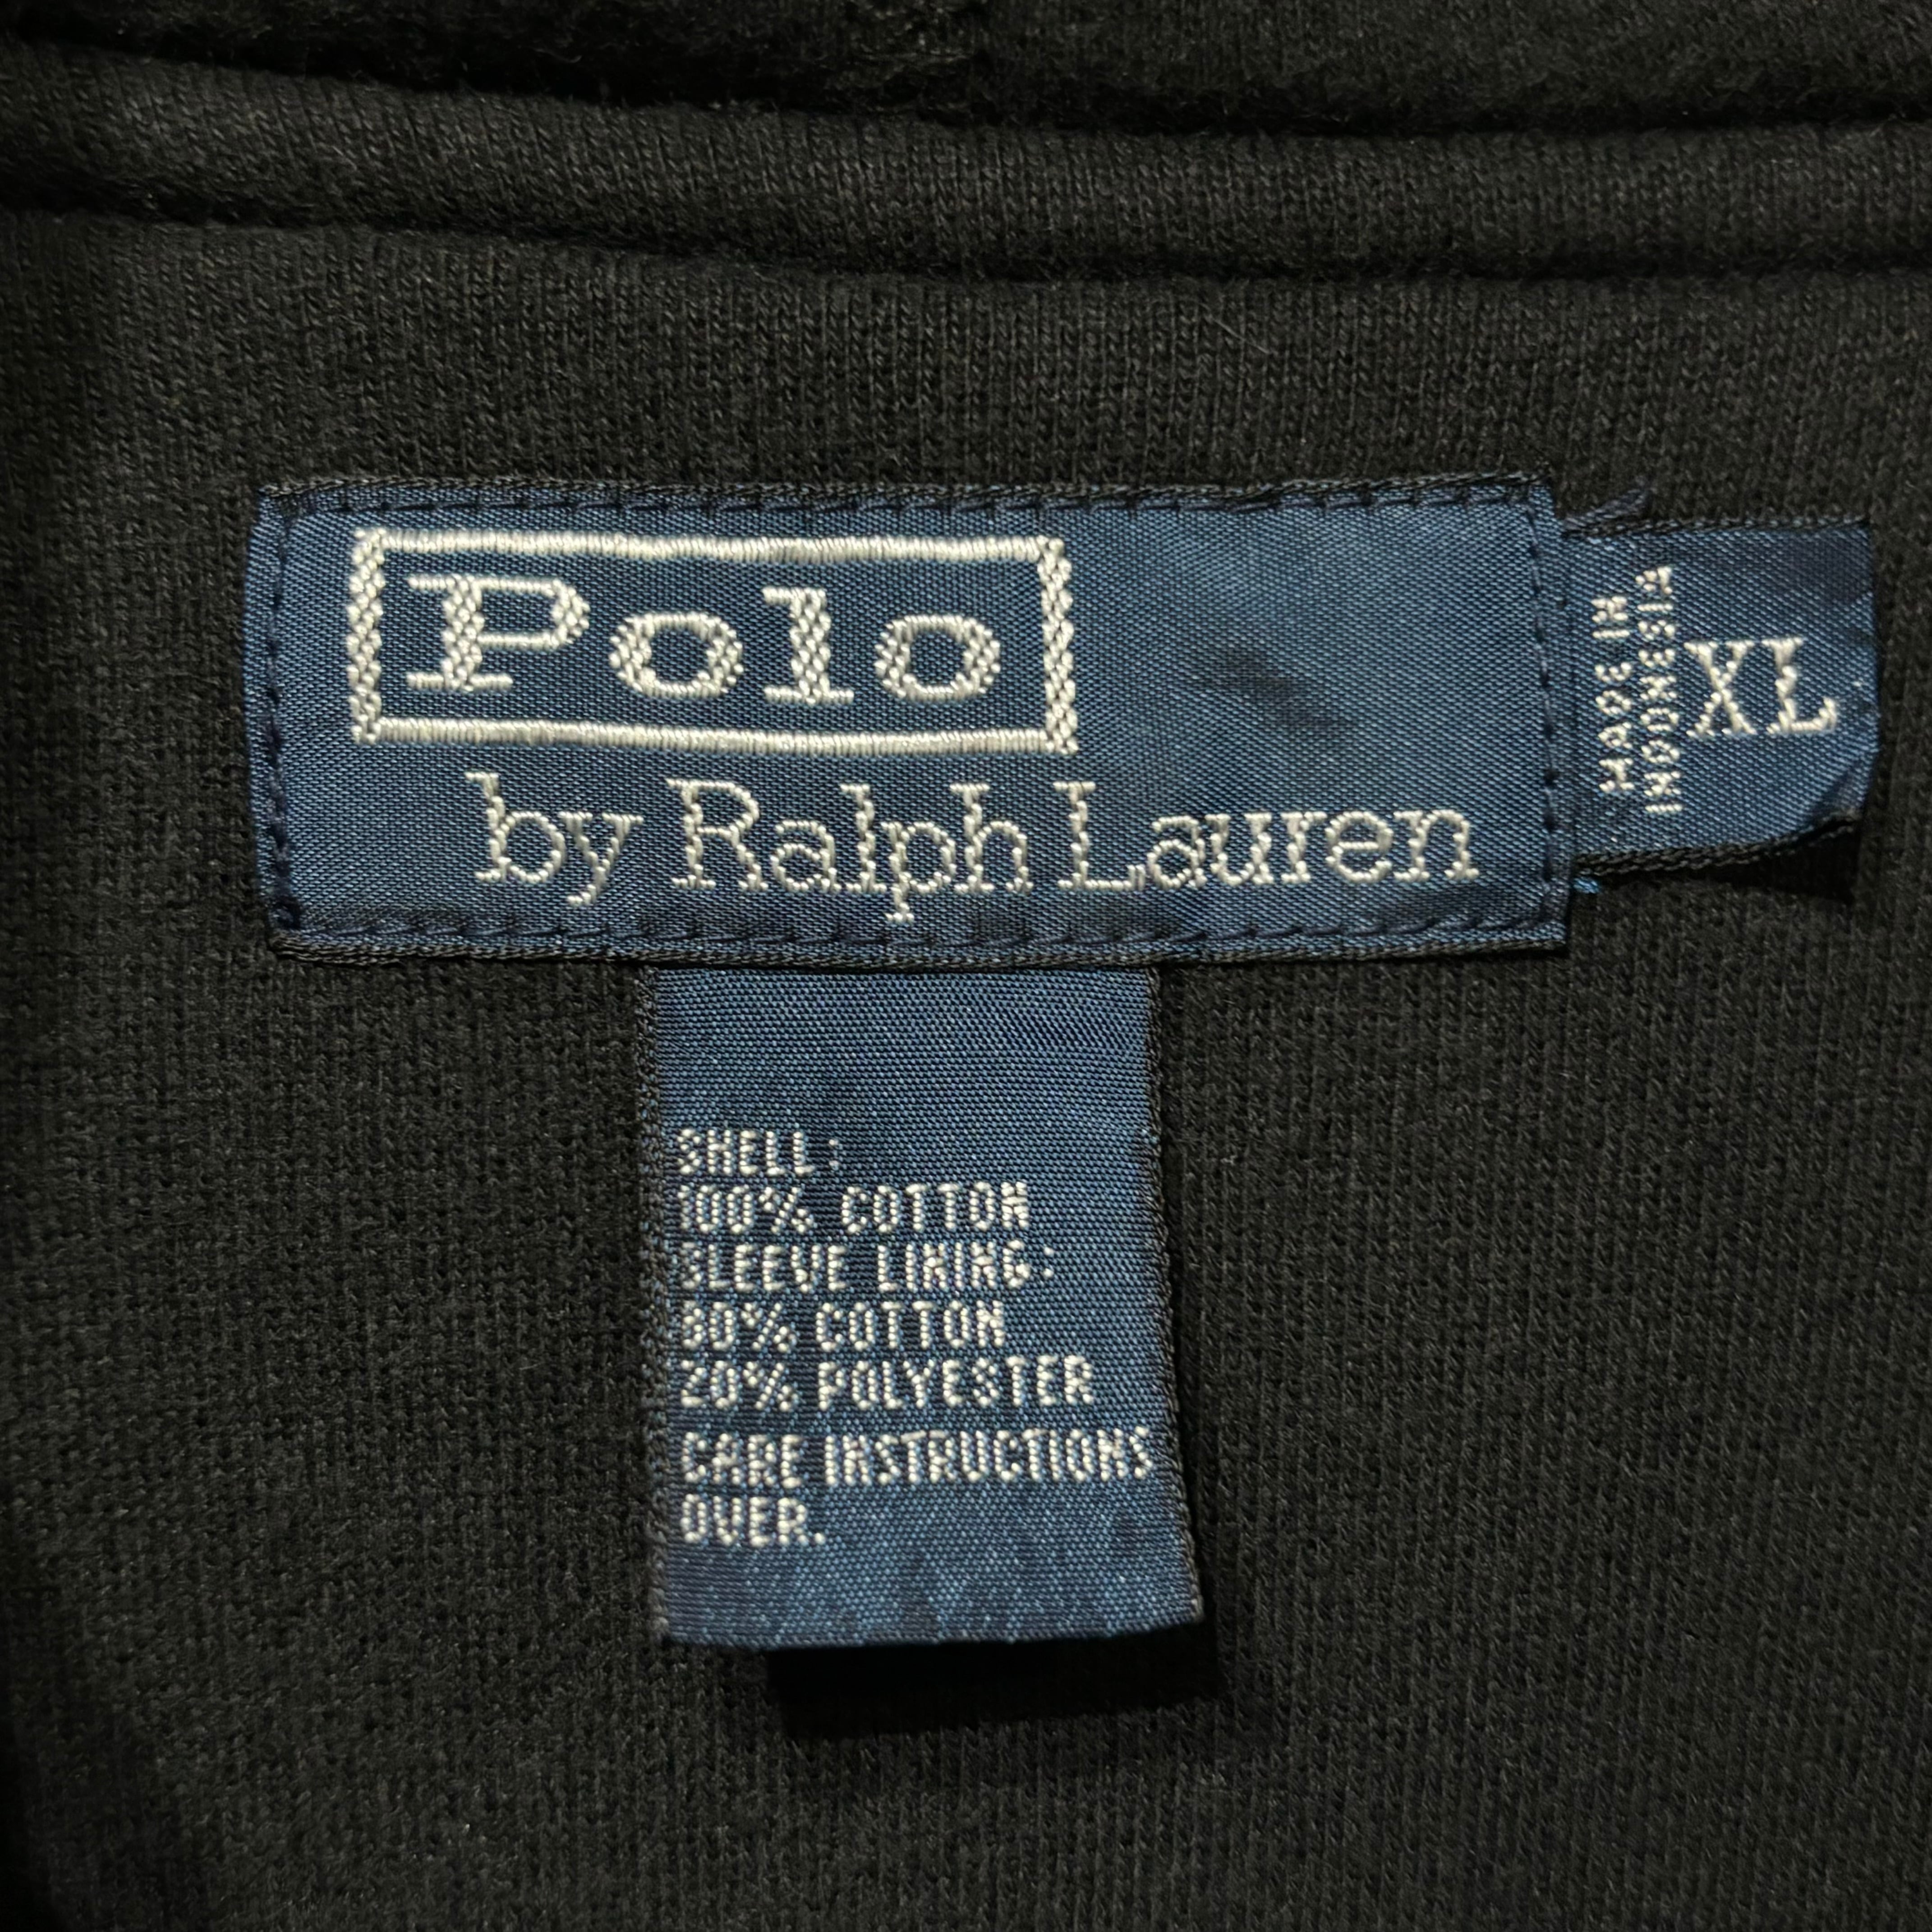 Polo
by Ralph Lauren
MADE IN
INDONESIA
XL
SHELL:
100% COTTON
SLEEVE LINING:
80% COTTON
20% POLYESTER
CARE INSTRUCTIONS
OVER.